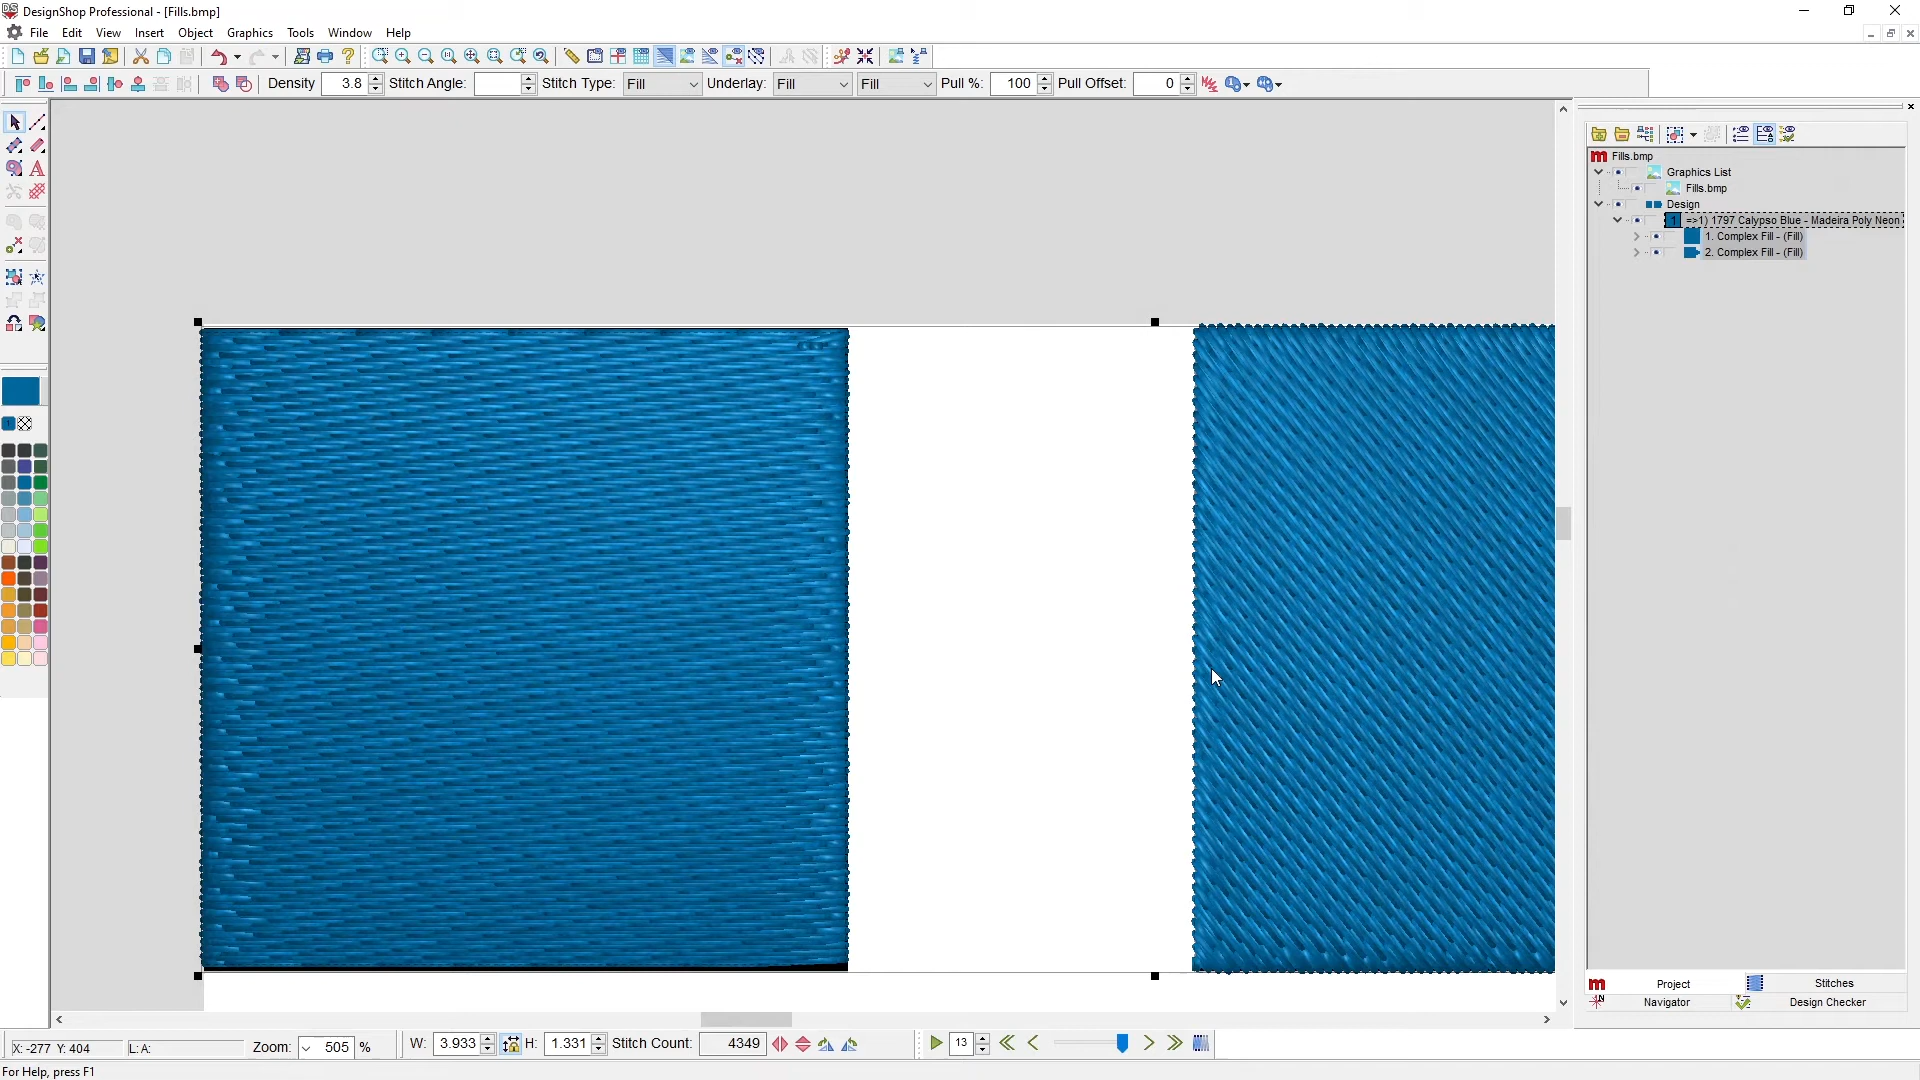 DesignShop Professional - [Fills.bmp]
File Edit View Insert Object Graphics Tools Window Help
Density 3.8 Stitch Angle: Stitch Type: Fill Underlay: Fill Fill Pull %: 100 Pull Offset: 0
Fills.bmp
Graphics List
Fills.bmp
Design
1 =>1) 1797 Calypso Blue - Madeira Poly Neon
1. Complex Fill - (Fill)
2. Complex Fill - (Fill)
Project Stitches
Navigator Design Checker
X: -277 Y: 404 L: A: Zoom: 505 % W: 3.933 H: 1.331 Stitch Count: 4349 13
For Help, press F1